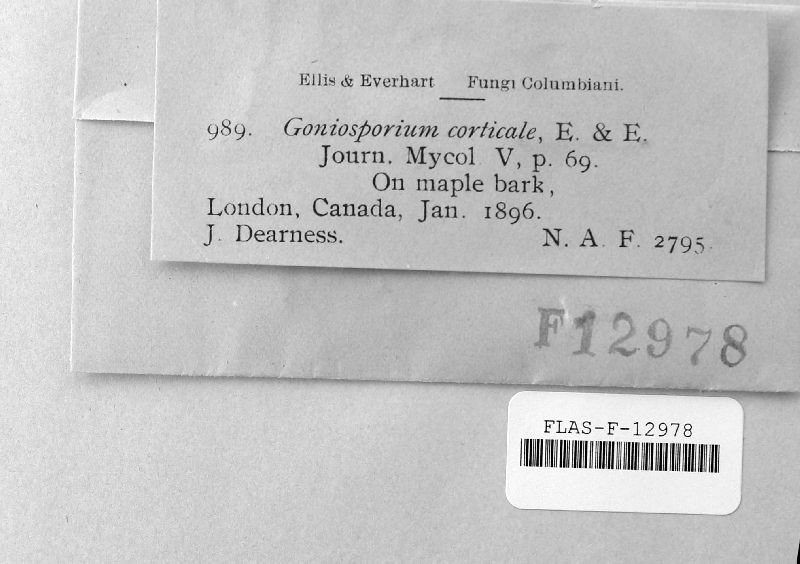 Ellis & Everhart Fungi Columbiani.
989. Goniosporium corticale, E. & E.
Journ. Mycol V, p. 69.
On maple bark,
London, Canada, Jan. 1896.
J. Dearness. N. A. F. 2795.
F12978
FLAS-F-12978